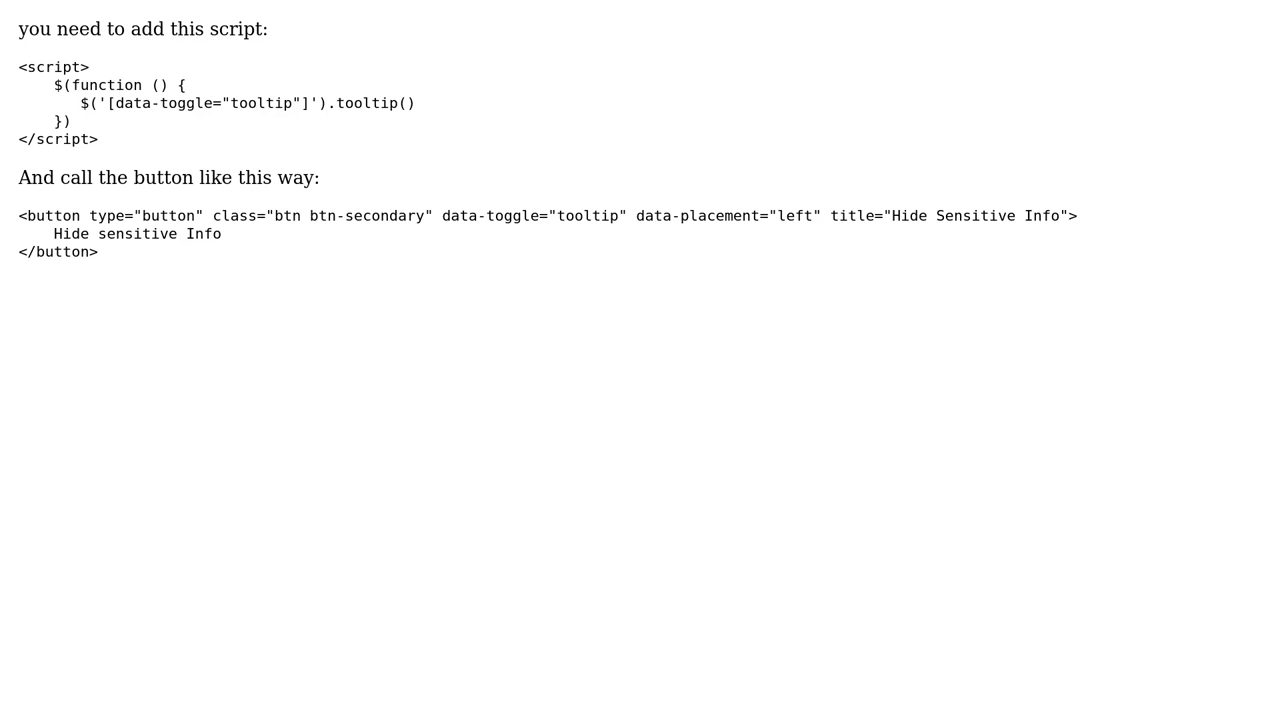 you need to add this script:
<script>
    $(function () {
       $('[data-toggle="tooltip"]').tooltip()
    })
</script>
And call the button like this way:
<button type="button" class="btn btn-secondary" data-toggle="tooltip" data-placement="left" title="Hide Sensitive Info">
    Hide sensitive Info
</button>